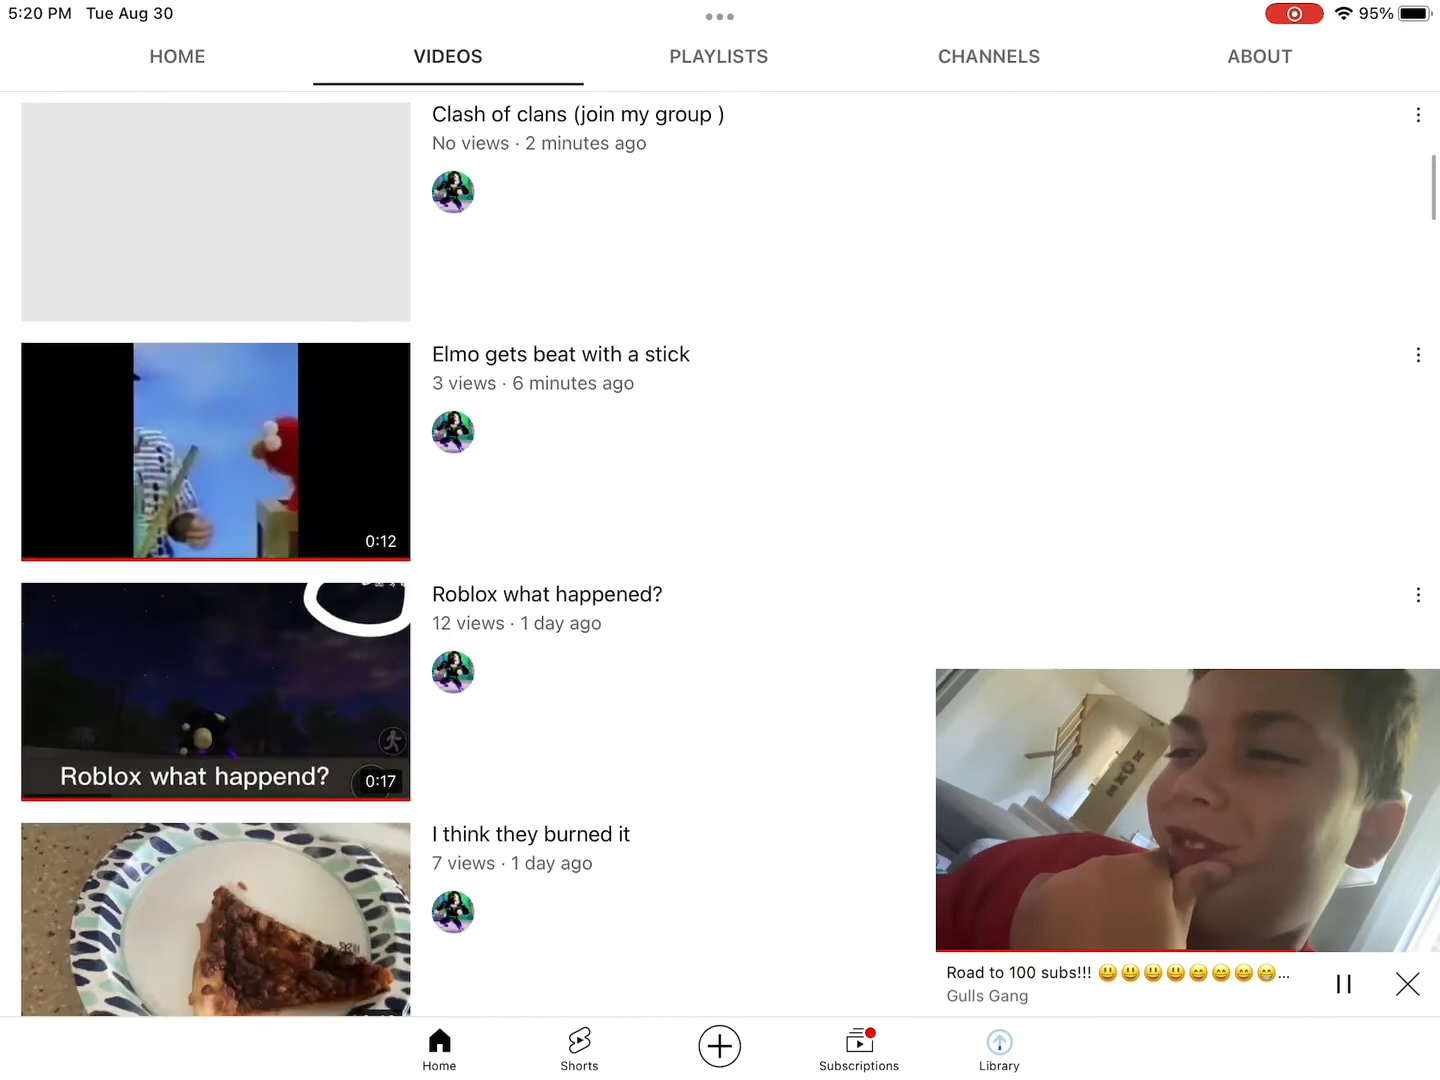 5:20 PM Tue Aug 30
95%
HOME
VIDEOS
PLAYLISTS
CHANNELS
ABOUT
Clash of clans (join my group )
No views · 2 minutes ago
Elmo gets beat with a stick
3 views · 6 minutes ago
0:12
Roblox what happened?
12 views · 1 day ago
Roblox what happend?
0:17
I think they burned it
7 views · 1 day ago
Road to 100 subs!!! 😃😃😃😃😄😄😄😁...
Gulls Gang
Home
Shorts
Subscriptions
Library